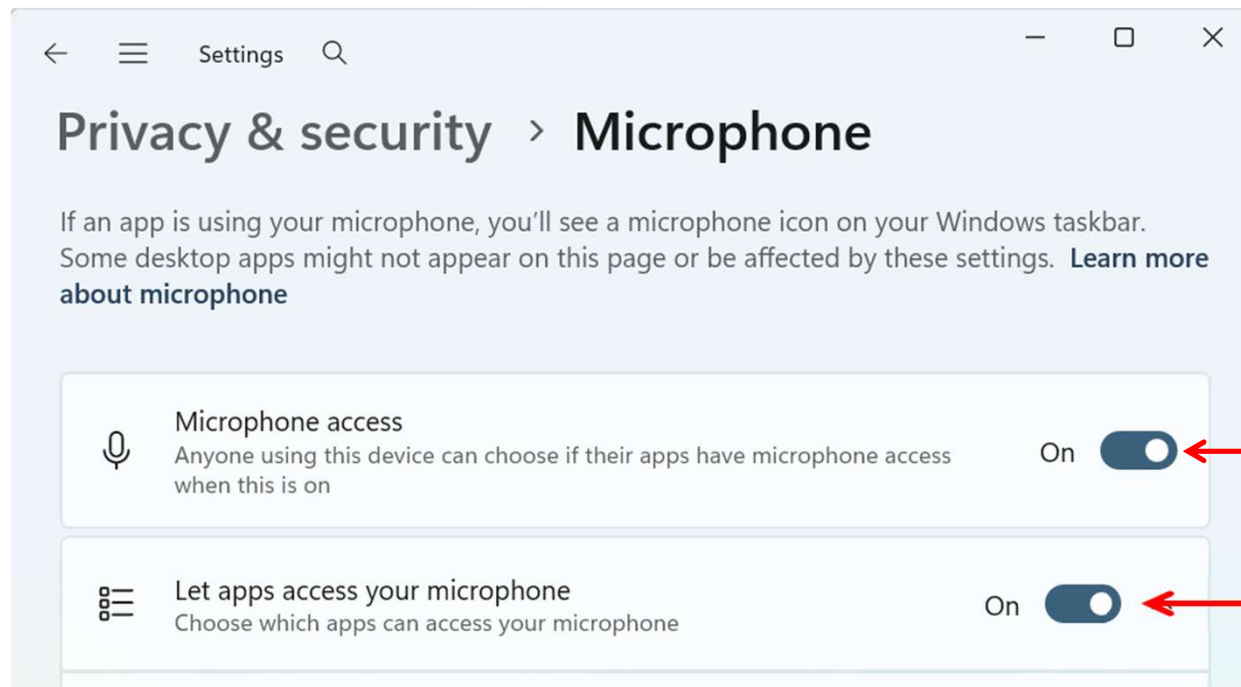 Settings
Privacy & security > Microphone
If an app is using your microphone, you’ll see a microphone icon on your Windows taskbar.
Some desktop apps might not appear on this page or be affected by these settings. Learn more
about microphone
Microphone access
Anyone using this device can choose if their apps have microphone access
when this is on
On
Let apps access your microphone
Choose which apps can access your microphone
On